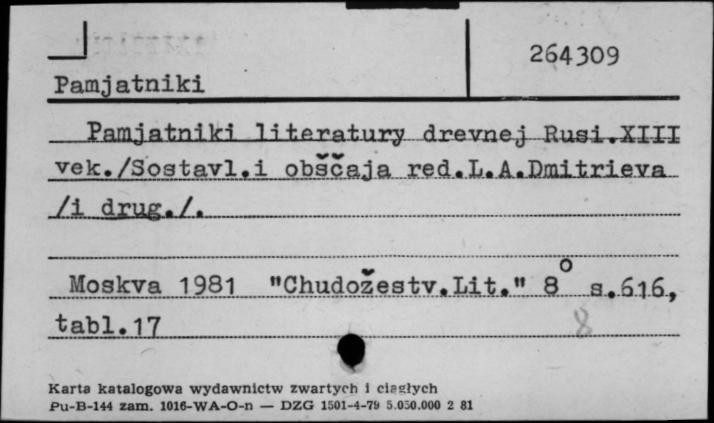 264309
Pamjatniki
Pamjatniki literatury drevnej Rusi.XIII
vek./Sostavl.i obščaja red.L.A.Dmitrieva
/i drug./.
Moskva 1981 "Chudožestv.Lit." 8° s.616,
tabl.17
8
Karta katalogowa wydawnictw zwartych i ciągłych
Pu-B-144 zam. 1016-WA-O-n — DZG 1501-4-79 5.050.000 2 81